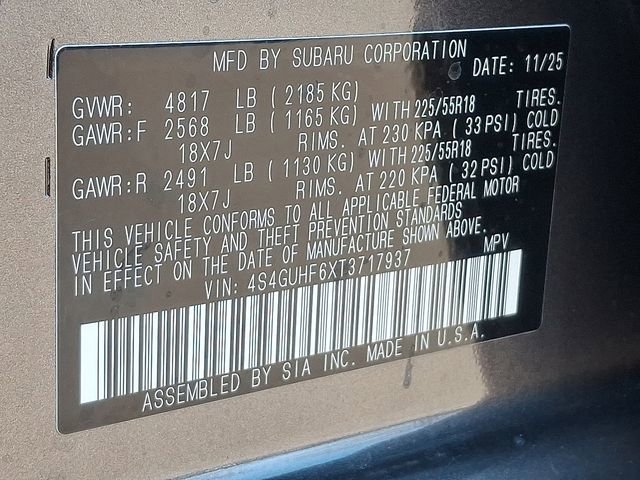 MFD BY SUBARU CORPORATION DATE: 11/25
GVWR: 4817 LB (2185 KG)
GAWR:F 2568 LB (1165 KG) WITH 225/55R18 TIRES.
18X7J RIMS. AT 230 KPA (33 PSI) COLD
GAWR:R 2491 LB (1130 KG) WITH 225/55R18 TIRES.
18X7J RIMS. AT 220 KPA (32 PSI) COLD
THIS VEHICLE CONFORMS TO ALL APPLICABLE FEDERAL MOTOR
VEHICLE SAFETY AND THEFT PREVENTION STANDARDS
IN EFFECT ON THE DATE OF MANUFACTURE SHOWN ABOVE.
VIN: 4S4GUHF6XT3717937 MPV
ASSEMBLED BY SIA INC. MADE IN U.S.A.